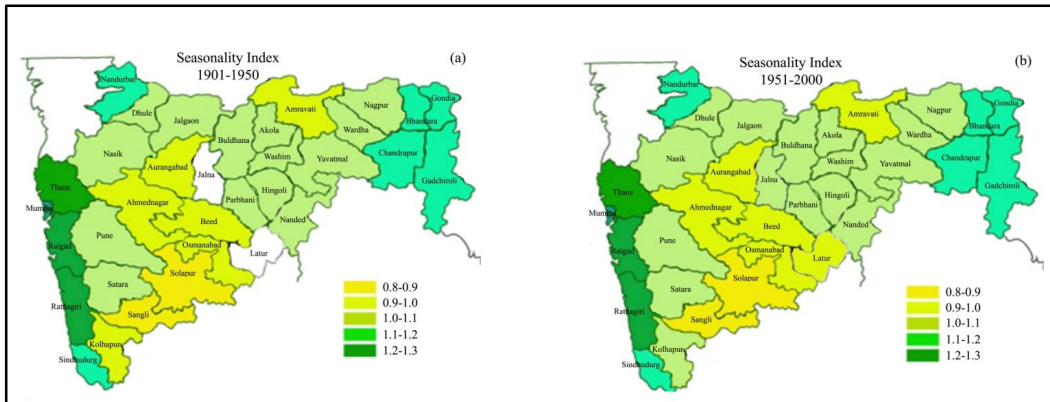 Seasonality Index
1901-1950
(a)
Nandurbar
Dhule
Jalgaon
Buldhana
Akola
Amravati
Nagpur
Gondia
Bhandara
Wardha
Washim
Nasik
Aurangabad
Jalna
Yavatmal
Chandrapur
Gadchiroli
Thane
Ahmednagar
Parbhani
Hingoli
Mumbai
Beed
Nanded
Raigad
Pune
Osmanabad
Latur
Solapur
Satara
Ratnagiri
Sangli
Kolhapur
Sindhudurg
0.8-0.9
0.9-1.0
1.0-1.1
1.1-1.2
1.2-1.3
Seasonality Index
1951-2000
(b)
Nandurbar
Dhule
Jalgaon
Buldhana
Akola
Amravati
Nagpur
Gondia
Bhandara
Wardha
Washim
Nasik
Aurangabad
Jalna
Yavatmal
Chandrapur
Gadchiroli
Thane
Ahmednagar
Parbhani
Hingoli
Mumbai
Beed
Nanded
Raigad
Pune
Osmanabad
Latur
Solapur
Satara
Ratnagiri
Sangli
Kolhapur
Sindhudurg
0.8-0.9
0.9-1.0
1.0-1.1
1.1-1.2
1.2-1.3